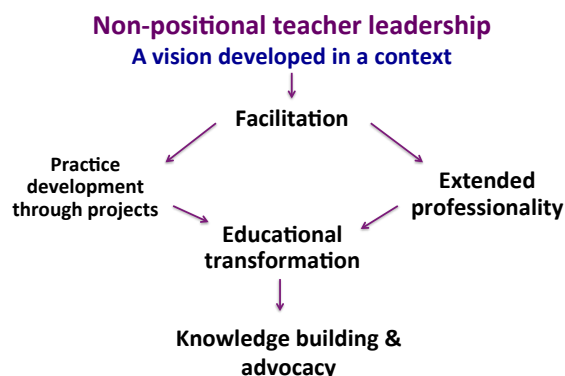 Non-positional teacher leadership
A vision developed in a context
Facilitation
Practice
development
through projects
Extended
professionality
Educational
transformation
Knowledge building &
advocacy